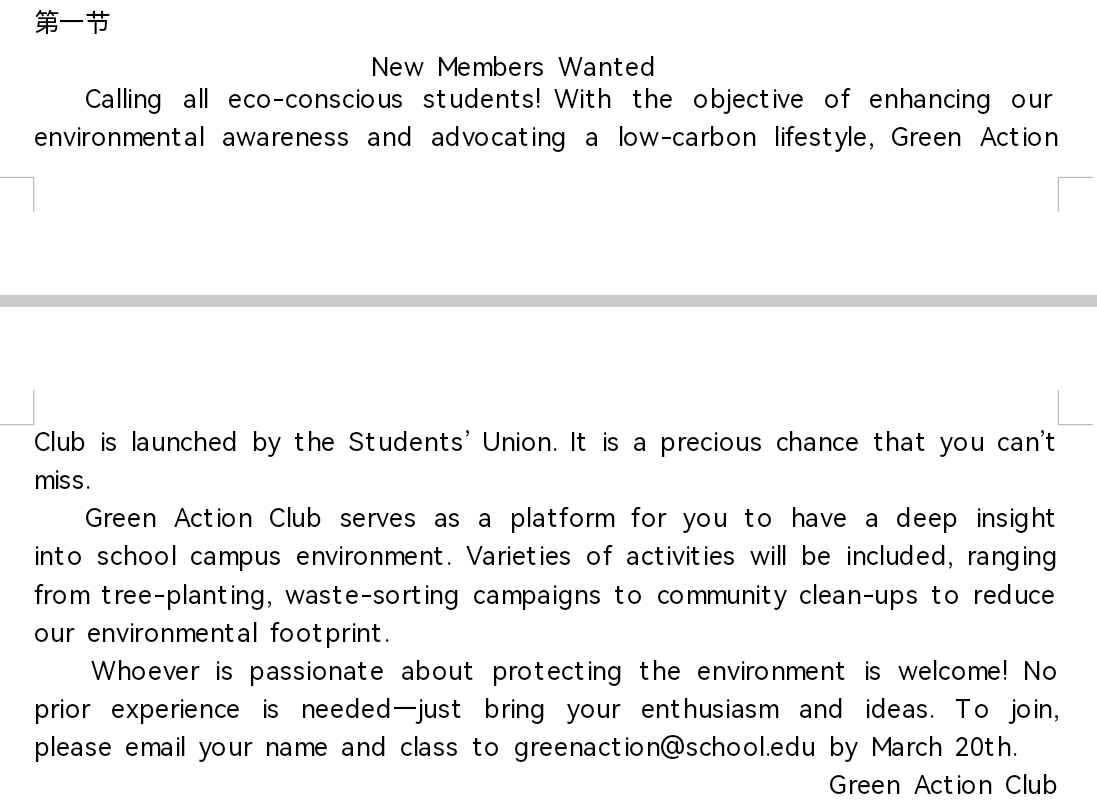 第一节
New Members Wanted
Calling all eco-conscious students! With the objective of enhancing our
environmental awareness and advocating a low-carbon lifestyle, Green Action
Club is launched by the Students’ Union. It is a precious chance that you can’t
miss.
Green Action Club serves as a platform for you to have a deep insight
into school campus environment. Varieties of activities will be included, ranging
from tree-planting, waste-sorting campaigns to community clean-ups to reduce
our environmental footprint.
Whoever is passionate about protecting the environment is welcome! No
prior experience is needed—just bring your enthusiasm and ideas. To join,
please email your name and class to greenaction@school.edu by March 20th.
Green Action Club